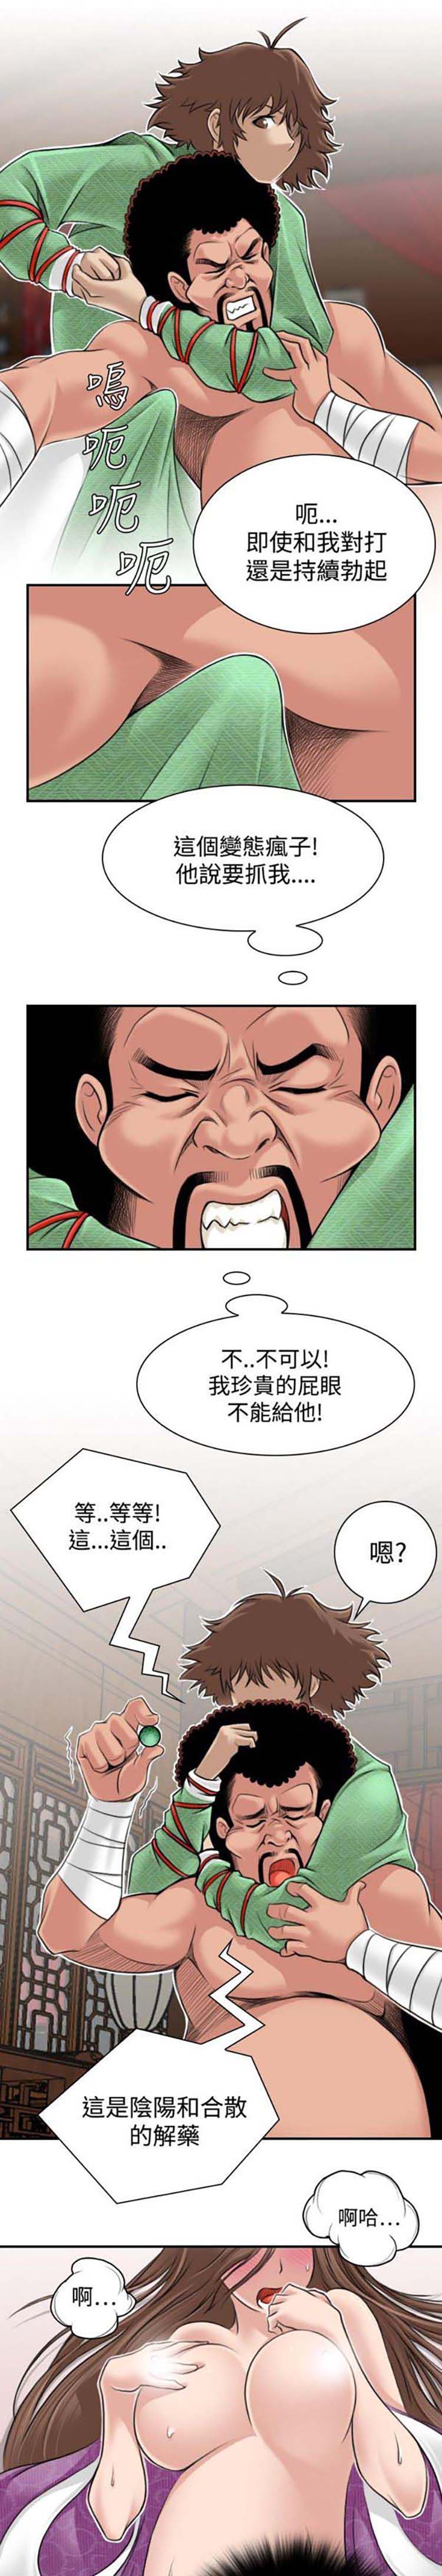 嗚
呃
呃
呃
呃...
即使和我對打
還是持續勃起
這個變態瘋子!
他說要抓我....
不..不可以!
我珍貴的屁眼
不能給他!
等..等等!
這...這個..
嗯?
這是陰陽和合散
的解藥
啊哈...
啊...